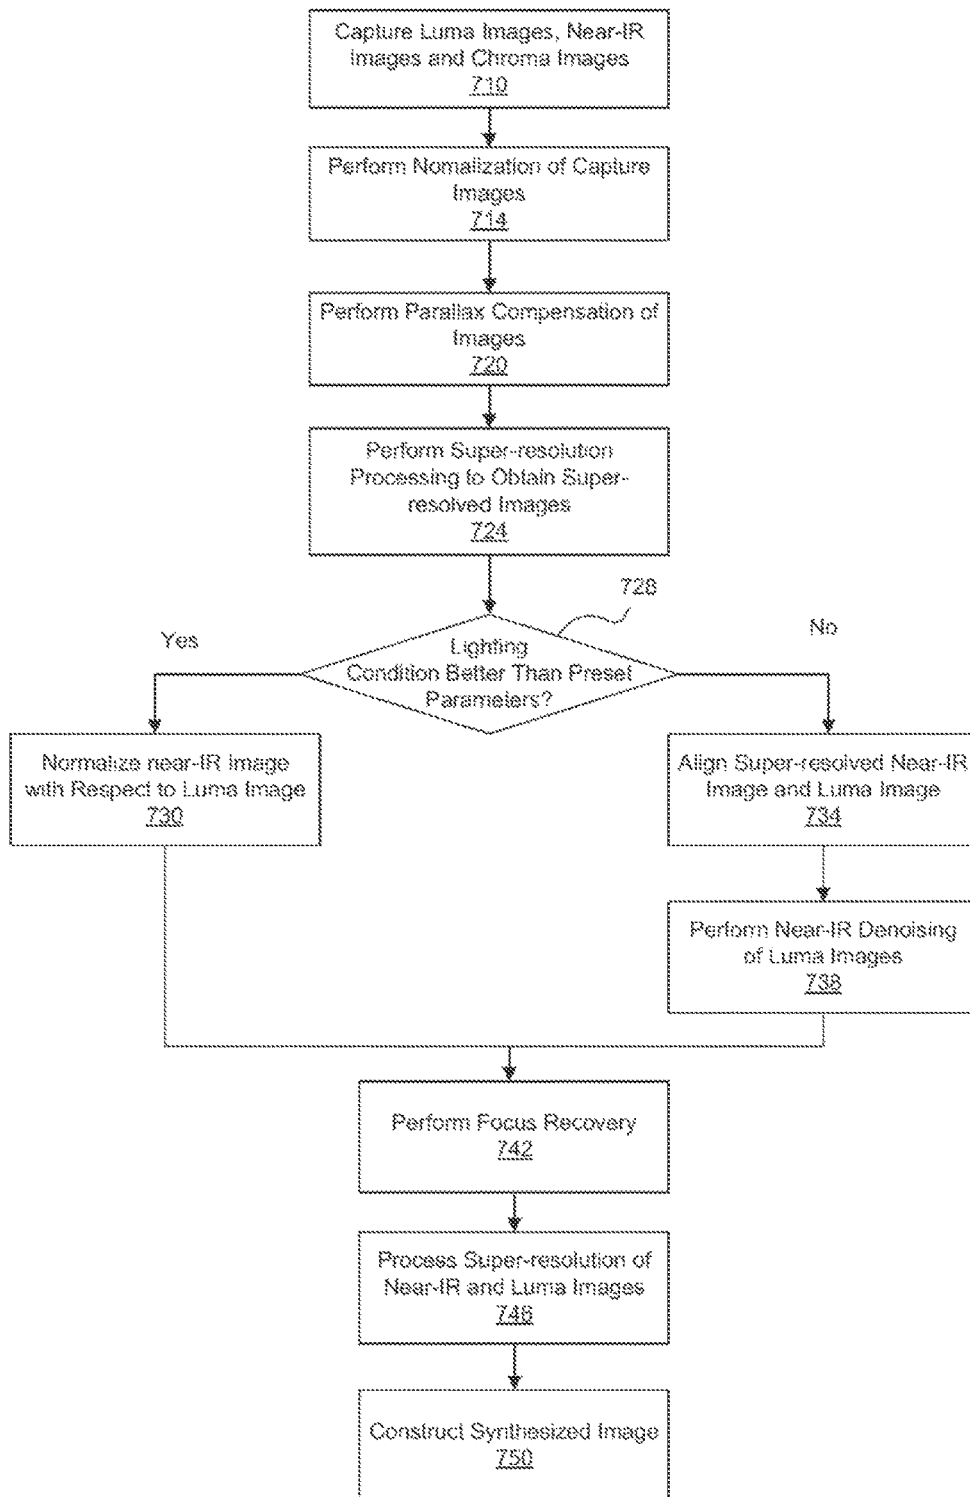 Capture Luma Images, Near-IR
Images and Chroma Images
710
Perform Nomalization of Capture
Images
714
Perform Parallax Compensation of
Images
720
Perform Super-resolution
Processing to Obtain Super-
resolved Images
724
728
Yes
No
Lighting
Condition Better Than Preset
Parameters?
Normalize near-IR Image
with Respect to Luma Image
730
Align Super-resolved Near-IR
Image and Luma Image
734
Perform Near-IR Denoising
of Luma Images
738
Perform Focus Recovery
742
Process Super-resolution of
Near-IR and Luma Images
746
Construct Synthesized Image
750